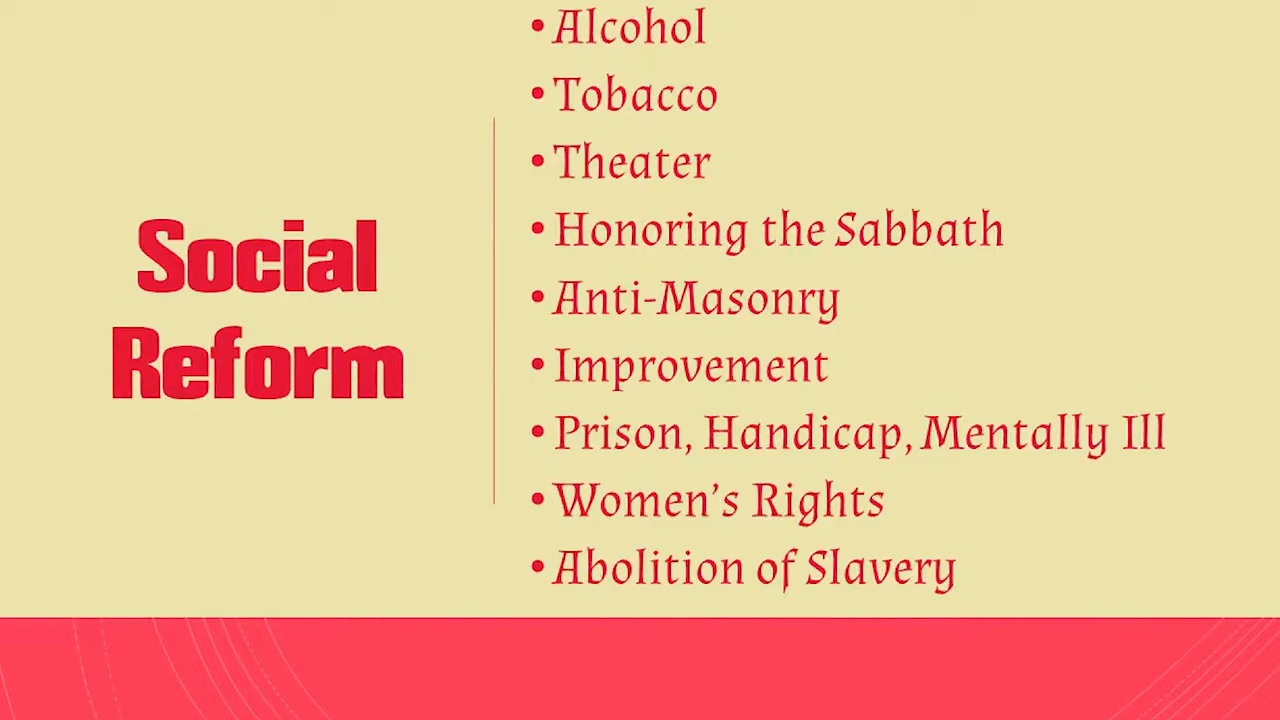 Social
Reform
• Alcohol
• Tobacco
• Theater
• Honoring the Sabbath
• Anti-Masonry
• Improvement
• Prison, Handicap, Mentally Ill
• Women’s Rights
• Abolition of Slavery